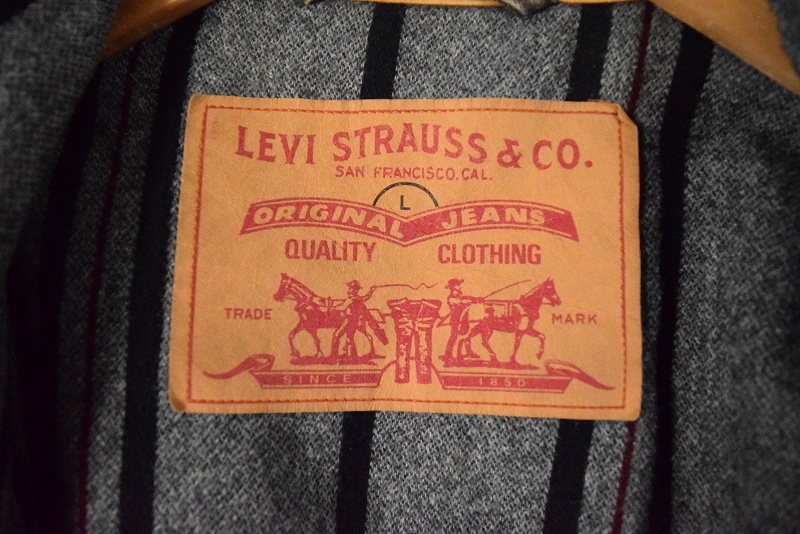 LEVI STRAUSS & CO.
SAN FRANCISCO, CAL.
L
ORIGINAL JEANS
QUALITY CLOTHING
TRADE MARK
SINCE 1850